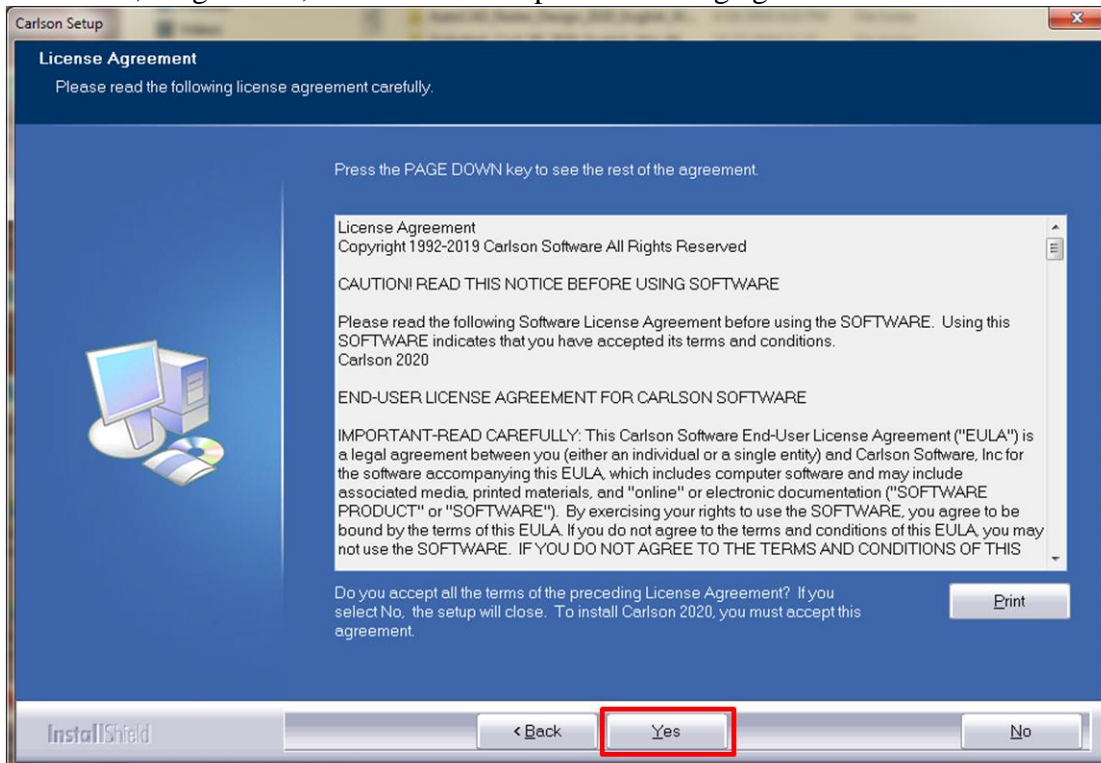 Carlson Setup
License Agreement
Please read the following license agreement carefully.
Press the PAGE DOWN key to see the rest of the agreement.
License Agreement
Copyright 1992-2019 Carlson Software All Rights Reserved
CAUTION! READ THIS NOTICE BEFORE USING SOFTWARE
Please read the following Software License Agreement before using the SOFTWARE. Using this
SOFTWARE indicates that you have accepted its terms and conditions.
Carlson 2020
END-USER LICENSE AGREEMENT FOR CARLSON SOFTWARE
IMPORTANT-READ CAREFULLY: This Carlson Software End-User License Agreement ("EULA") is
a legal agreement between you (either an individual or a single entity) and Carlson Software, Inc for
the software accompanying this EULA, which includes computer software and may include
associated media, printed materials, and "online" or electronic documentation ("SOFTWARE
PRODUCT" or "SOFTWARE"). By exercising your rights to use the SOFTWARE, you agree to be
bound by the terms of this EULA. If you do not agree to the terms and conditions of this EULA, you may
not use the SOFTWARE. IF YOU DO NOT AGREE TO THE TERMS AND CONDITIONS OF THIS
Do you accept all the terms of the preceding License Agreement? If you
select No, the setup will close. To install Carlson 2020, you must accept this
agreement.
Print
InstallShield
< Back
Yes
No